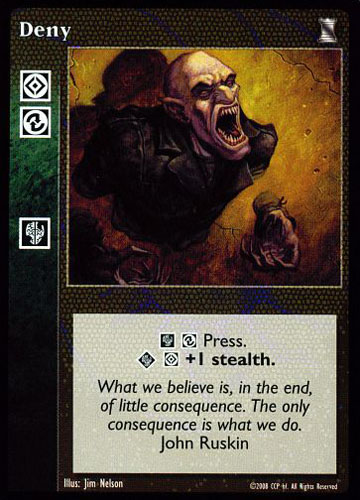 Deny
Press.
+1 stealth.
What we believe is, in the end,
of little consequence. The only
consequence is what we do.
John Ruskin
Illus: Jim Nelson
©2008 CCP hf. All Rights Reserved